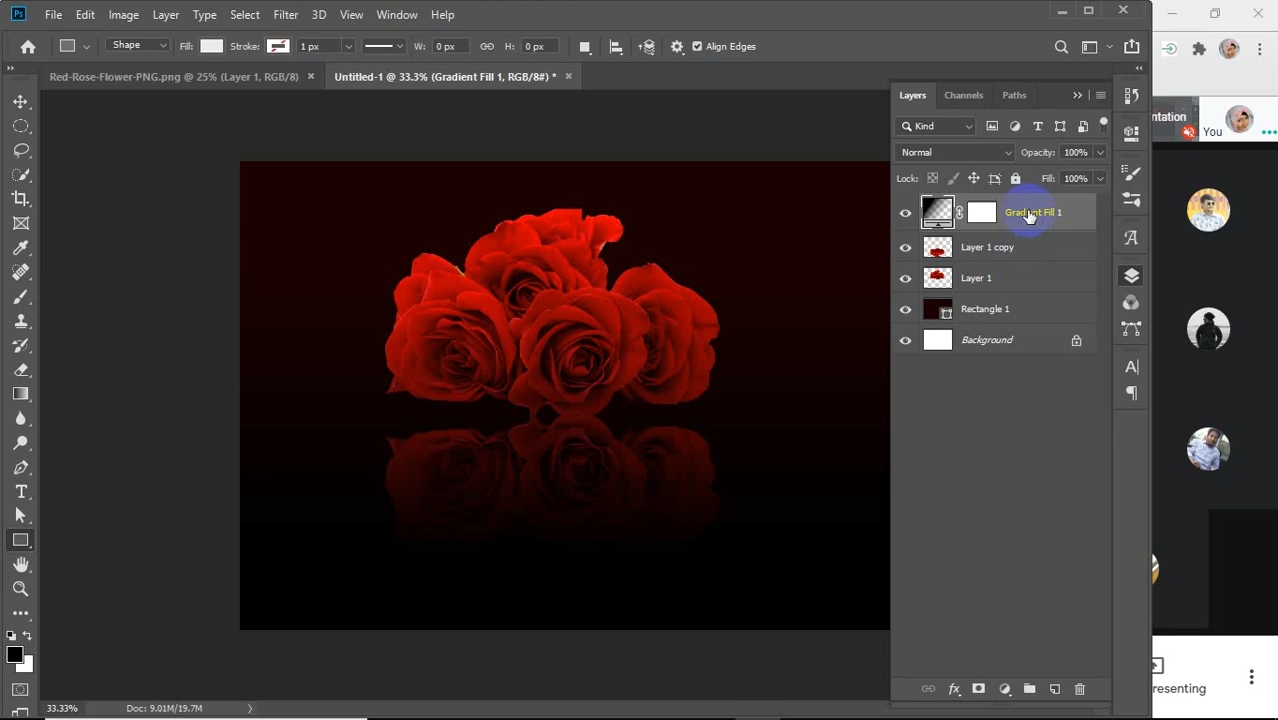 Ps File Edit Image Layer Type Select Filter 3D View Window Help
Shape Fill: Stroke: 1 px W: 0 px H: 0 px Align Edges
Red-Rose-Flower-PNG.png @ 25% (Layer 1, RGB/8) × Untitled-1 @ 33.3% (Gradient Fill 1, RGB/8#) * ×
Layers Channels Paths
Kind
Normal Opacity: 100%
Lock: Fill: 100%
Gradient Fill 1
Layer 1 copy
Layer 1
Rectangle 1
Background
33.33% Doc: 9.01M/19.7M
ntation
You
resenting